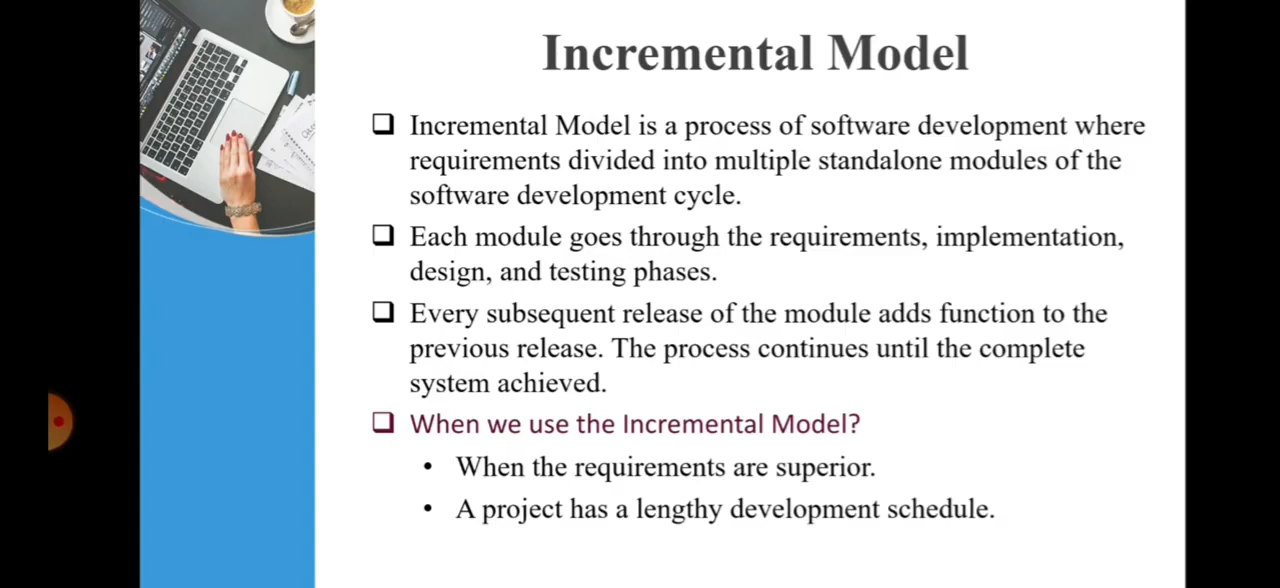 Incremental Model
❑ Incremental Model is a process of software development where
requirements divided into multiple standalone modules of the
software development cycle.
❑ Each module goes through the requirements, implementation,
design, and testing phases.
❑ Every subsequent release of the module adds function to the
previous release. The process continues until the complete
system achieved.
❑ When we use the Incremental Model?
• When the requirements are superior.
• A project has a lengthy development schedule.